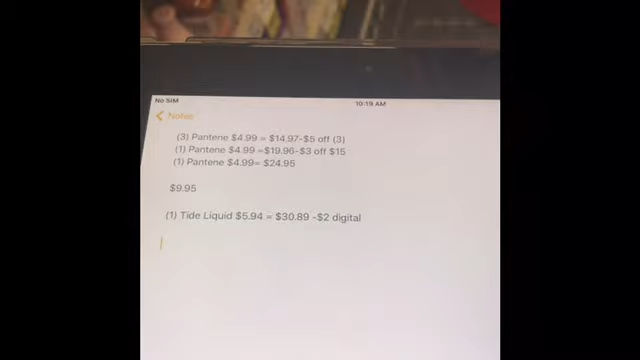 No SIM
10:19 AM
Notes
(3) Pantene $4.99 = $14.97-$5 off (3)
(1) Pantene $4.99 =$19.96-$3 off $15
(1) Pantene $4.99= $24.95
$9.95
(1) Tide Liquid $5.94 = $30.89 -$2 digital